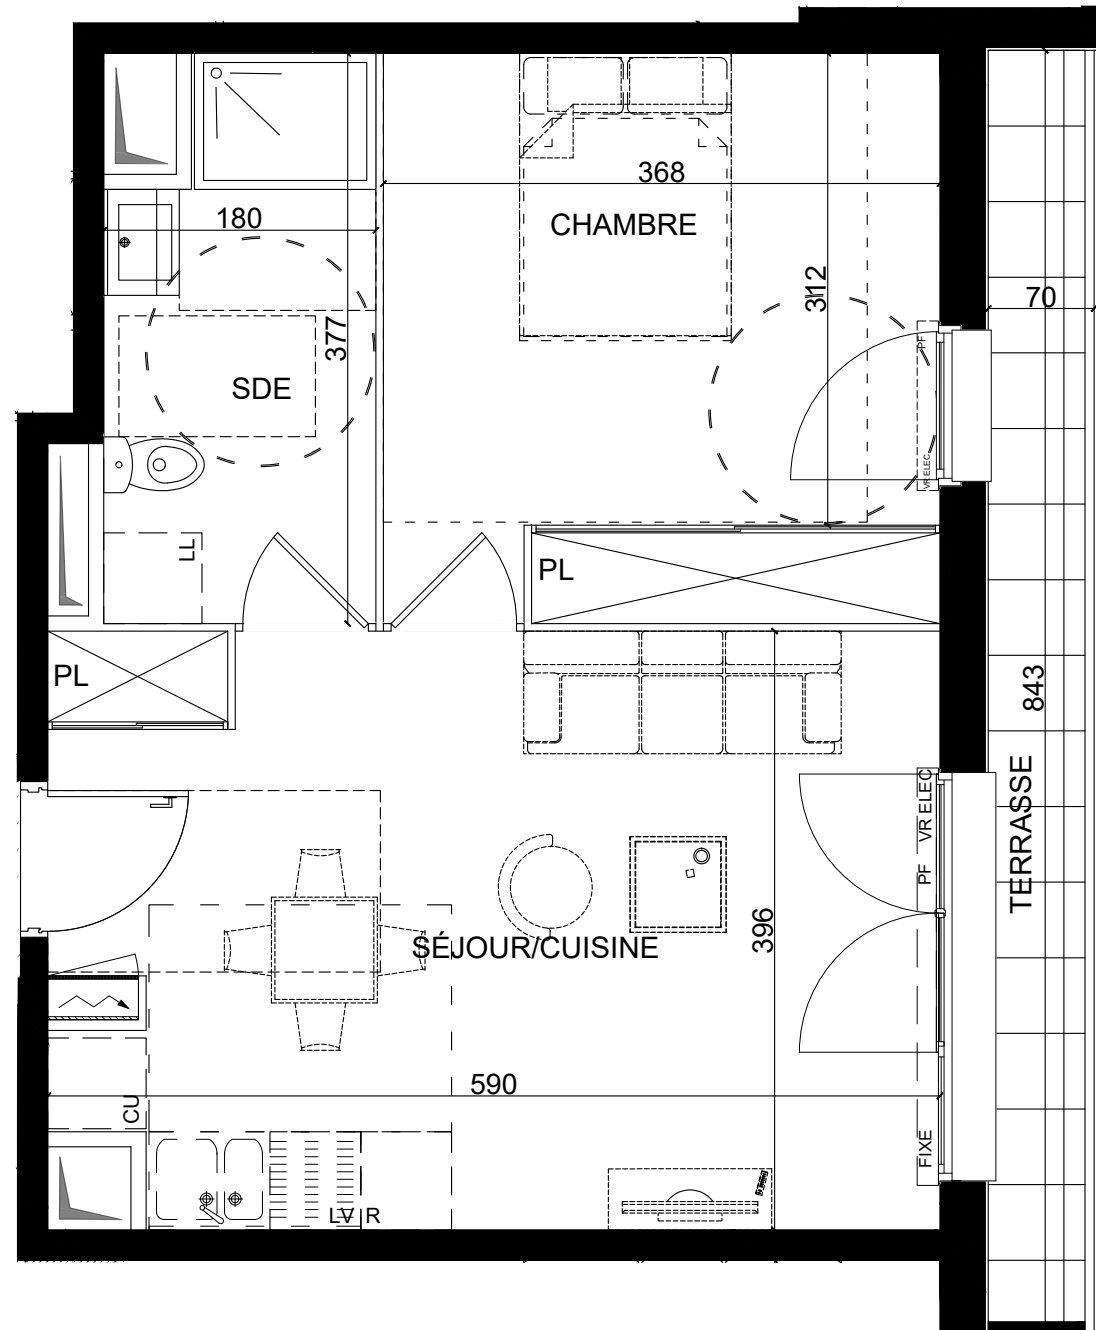 368
180
CHAMBRE
312
70
377
PF
SDE
VR ELEC
LL
PL
PL
843
TERRASSE
VR ELEC
PF
396
SÉJOUR/CUISINE
590
CU
FIXE
LV
R